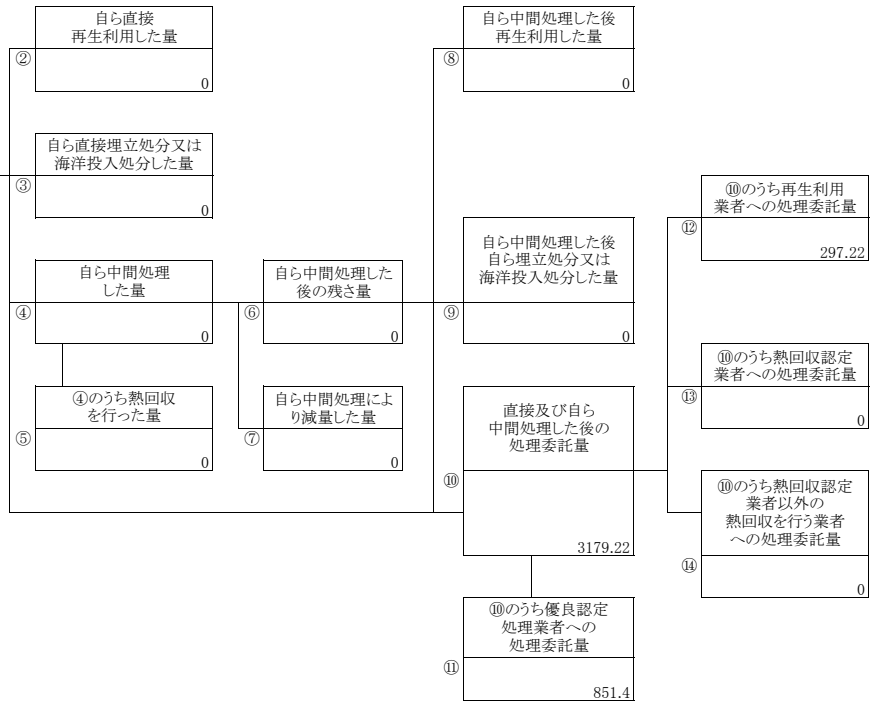 自ら直接
再生利用した量
②
0
自ら直接埋立処分又は
海洋投入処分した量
③
0
自ら中間処理
した量
④
0
④のうち熱回収
を行った量
⑤
0
自ら中間処理した
後の残さ量
⑥
0
自ら中間処理によ
り減量した量
⑦
0
自ら中間処理した後
再生利用した量
⑧
0
自ら中間処理した後
自ら埋立処分又は
海洋投入処分した量
⑨
0
直接及び自ら
中間処理した後の
処理委託量
⑩
3179.22
⑩のうち優良認定
処理業者への
処理委託量
⑪
851.4
⑩のうち再生利用
業者への処理委託量
⑫
297.22
⑩のうち熱回収認定
業者への処理委託量
⑬
0
⑩のうち熱回収認定
業者以外の
熱回収を行う業者
への処理委託量
⑭
0